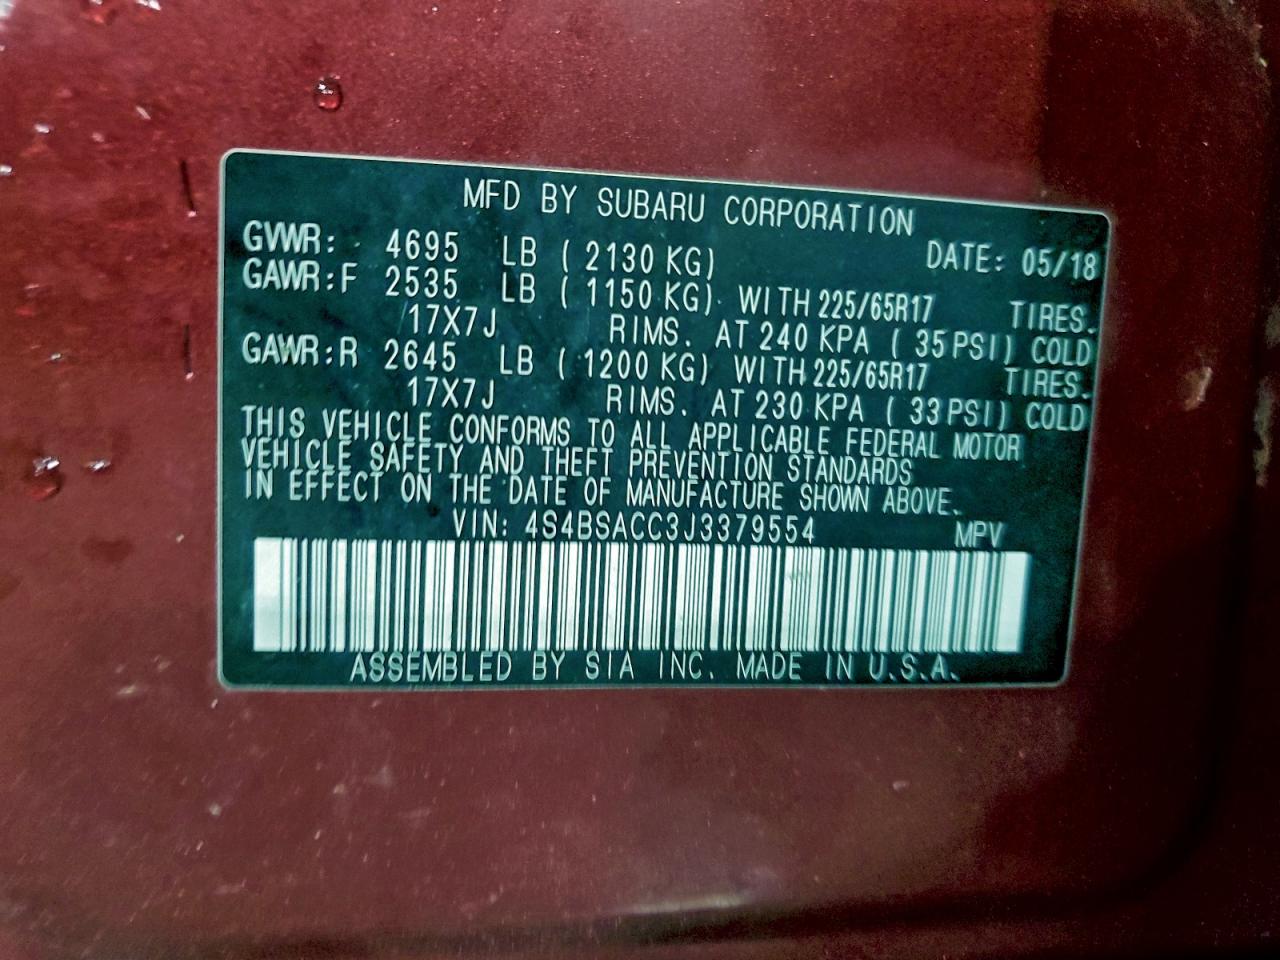 MFD BY SUBARU CORPORATION
GVWR: 4695 LB ( 2130 KG) DATE: 05/18
GAWR:F 2535 LB ( 1150 KG) WITH 225/65R17 TIRES.
17X7J RIMS. AT 240 KPA ( 35 PSI) COLD
GAWR:R 2645 LB ( 1200 KG) WITH 225/65R17 TIRES.
17X7J RIMS. AT 230 KPA ( 33 PSI) COLD
THIS VEHICLE CONFORMS TO ALL APPLICABLE FEDERAL MOTOR
VEHICLE SAFETY AND THEFT PREVENTION STANDARDS
IN EFFECT ON THE DATE OF MANUFACTURE SHOWN ABOVE.
VIN: 4S4BSACC3J3379554 MPV
ASSEMBLED BY SIA INC. MADE IN U.S.A.